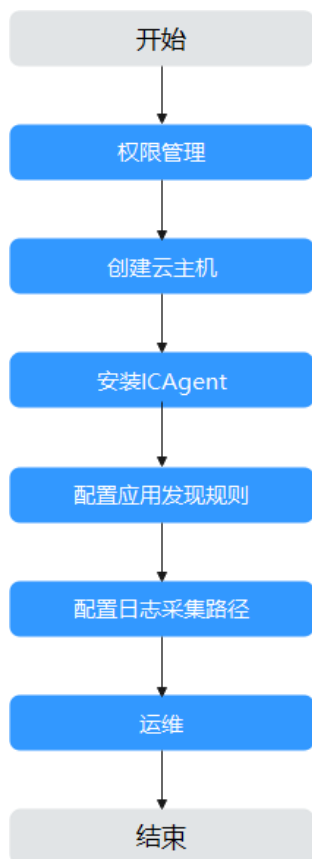 开始
权限管理
创建云主机
安装ICAgent
配置应用发现规则
配置日志采集路径
运维
结束